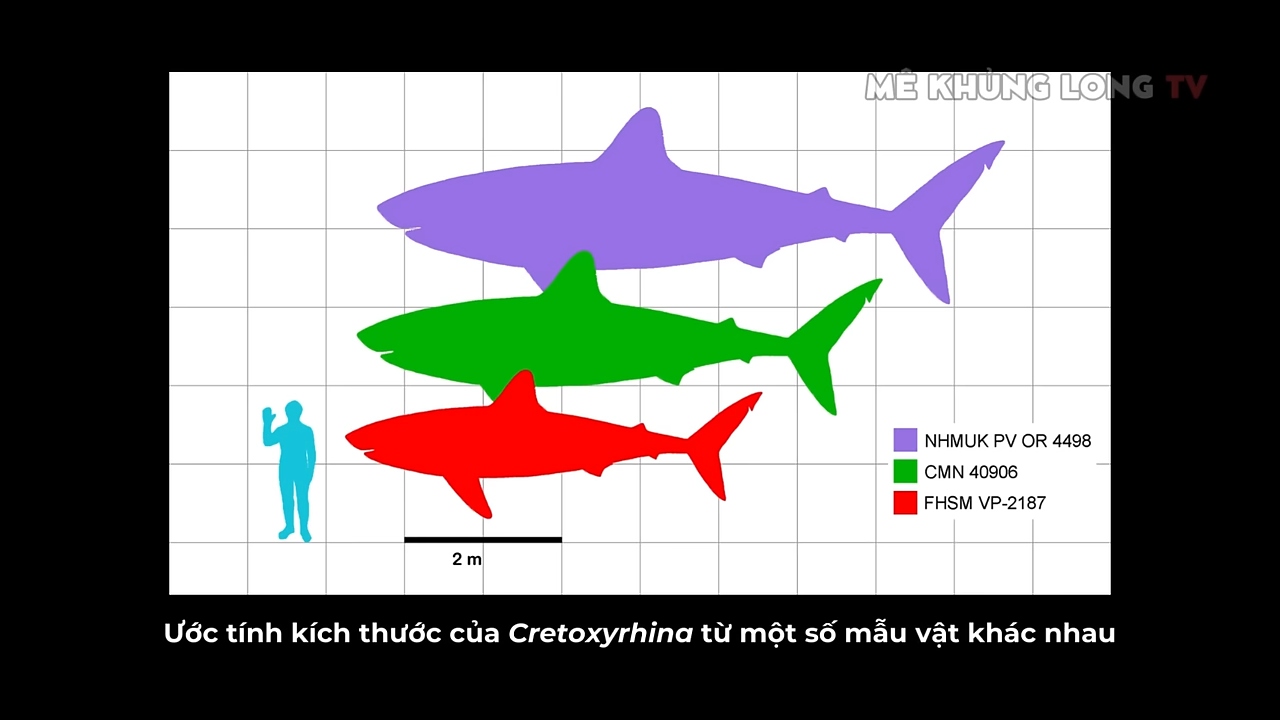 MÊ KHỦNG LONG TV
NHMUK PV OR 4498
CMN 40906
FHSM VP-2187
2 m
Ước tính kích thước của Cretoxyrhina từ một số mẫu vật khác nhau